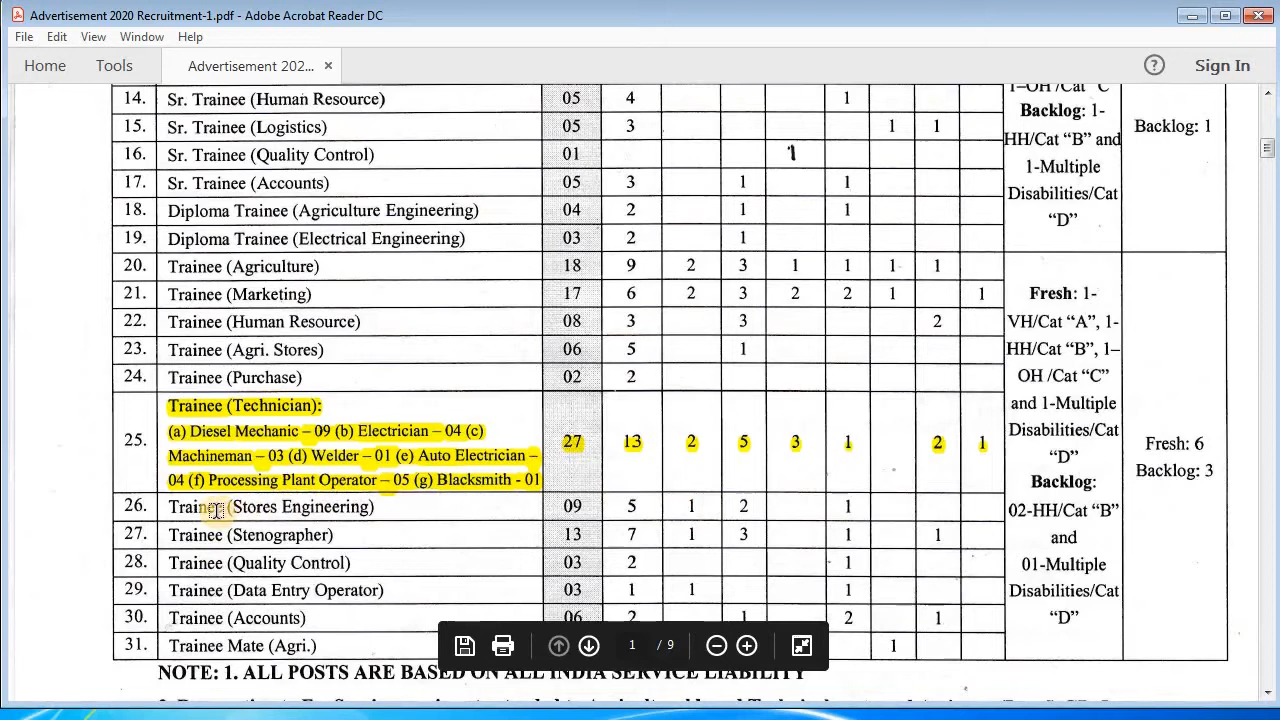 Advertisement 2020 Recruitment-1.pdf - Adobe Acrobat Reader DC
File Edit View Window Help
Home Tools Advertisement 202... × ? Sign In
1–OH /Cat "C"
14. Sr. Trainee (Human Resource) 05 4 1
Backlog: 1-
15. Sr. Trainee (Logistics) 05 3 1 1 Backlog: 1
HH/Cat "B" and
16. Sr. Trainee (Quality Control) 01 1
1-Multiple
17. Sr. Trainee (Accounts) 05 3 1 1
Disabilities/Cat
18. Diploma Trainee (Agriculture Engineering) 04 2 1 1
"D"
19. Diploma Trainee (Electrical Engineering) 03 2 1
20. Trainee (Agriculture) 18 9 2 3 1 1 1 1
21. Trainee (Marketing) 17 6 2 3 2 2 1 1 Fresh: 1-
22. Trainee (Human Resource) 08 3 3 2 VH/Cat "A", 1-
23. Trainee (Agri. Stores) 06 5 1 HH/Cat "B", 1–
24. Trainee (Purchase) 02 2 OH /Cat "C"
Trainee (Technician): and 1-Multiple
(a) Diesel Mechanic – 09 (b) Electrician – 04 (c) Disabilities/Cat
25. 27 13 2 5 3 1 2 1 Fresh: 6
Machineman – 03 (d) Welder – 01 (e) Auto Electrician – "D"
Backlog: 3
04 (f) Processing Plant Operator – 05 (g) Blacksmith - 01 Backlog:
26. Trainee (Stores Engineering) 09 5 1 2 1 02-HH/Cat "B"
27. Trainee (Stenographer) 13 7 1 3 1 1 and
28. Trainee (Quality Control) 03 2 1 01-Multiple
29. Trainee (Data Entry Operator) 03 1 1 1 Disabilities/Cat
30. Trainee (Accounts) 06 2 1 2 1 "D"
31. Trainee Mate (Agri.) 1
1 / 9
NOTE: 1. ALL POSTS ARE BASED ON ALL INDIA SERVICE LIABILITY